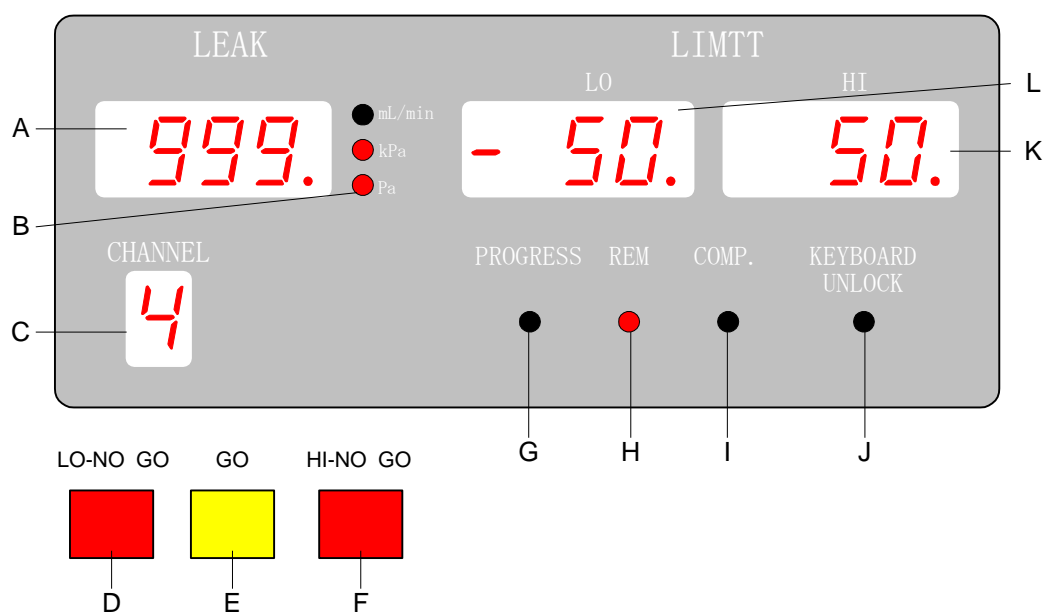 LEAK
LIMTT
LO
HI
L
A
999.
mL/min
kPa
Pa
- 50.
50.
K
B
CHANNEL
4
C
PROGRESS
REM
COMP.
KEYBOARD
UNLOCK
G
H
I
J
LO-NO GO
GO
HI-NO GO
D
E
F